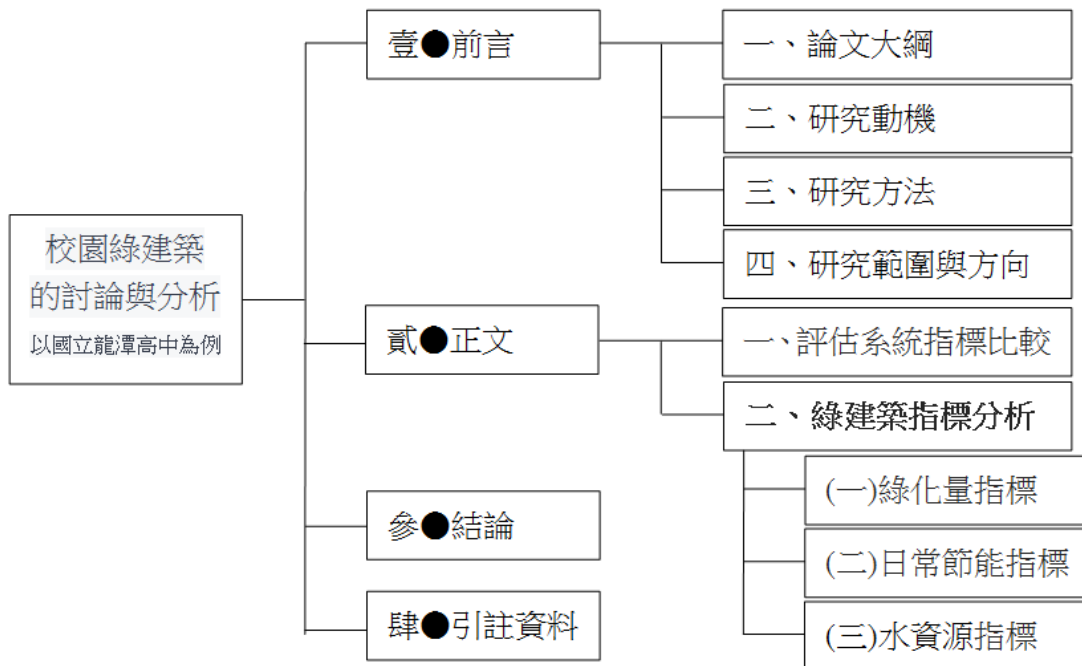 校園綠建築
的討論與分析
以國立龍潭高中為例
壹●前言
一、論文大綱
二、研究動機
三、研究方法
四、研究範圍與方向
貳●正文
一、評估系統指標比較
二、綠建築指標分析
(一)綠化量指標
(二)日常節能指標
(三)水資源指標
參●結論
肆●引註資料